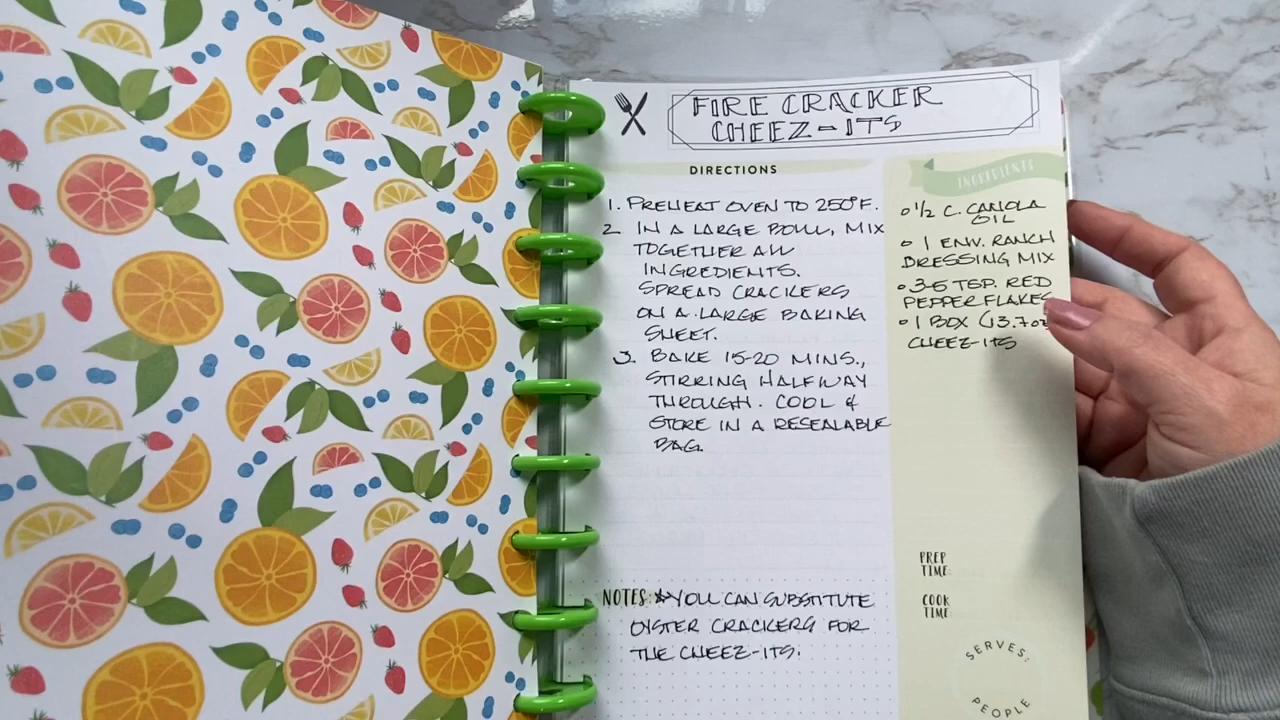 FIRE CRACKER
CHEEZ-ITS
DIRECTIONS
1. PREHEAT OVEN TO 250°F.
2. IN A LARGE BOWL, MIX
TOGETHER ALL
INGREDIENTS.
SPREAD CRACKERS
ON A LARGE BAKING
SHEET.
3. BAKE 15-20 MINS.,
STIRRING HALFWAY
THROUGH. COOL &
STORE IN A RESEALABLE
BAG.
NOTES: *YOU CAN SUBSTITUTE
OYSTER CRACKERS FOR
THE CHEEZ-ITS.
INGREDIENTS
1/2 C. CANOLA
OIL
1 ENV. RANCH
DRESSING MIX
3-5 TSP. RED
PEPPER FLAKES
1 BOX (13.7oz
CHEEZ-ITS
PREP
TIME:
COOK
TIME:
SERVES:
PEOPLE